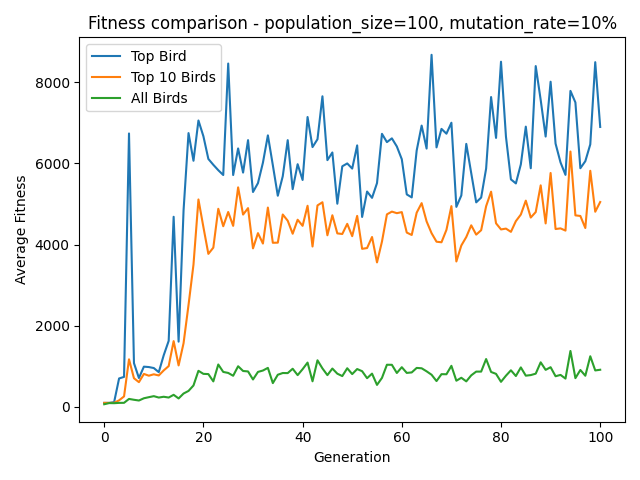 Fitness comparison - population_size=100, mutation_rate=10%
Top Bird
Top 10 Birds
All Birds
8000
6000
4000
2000
0
Average Fitness
0 20 40 60 80 100
Generation